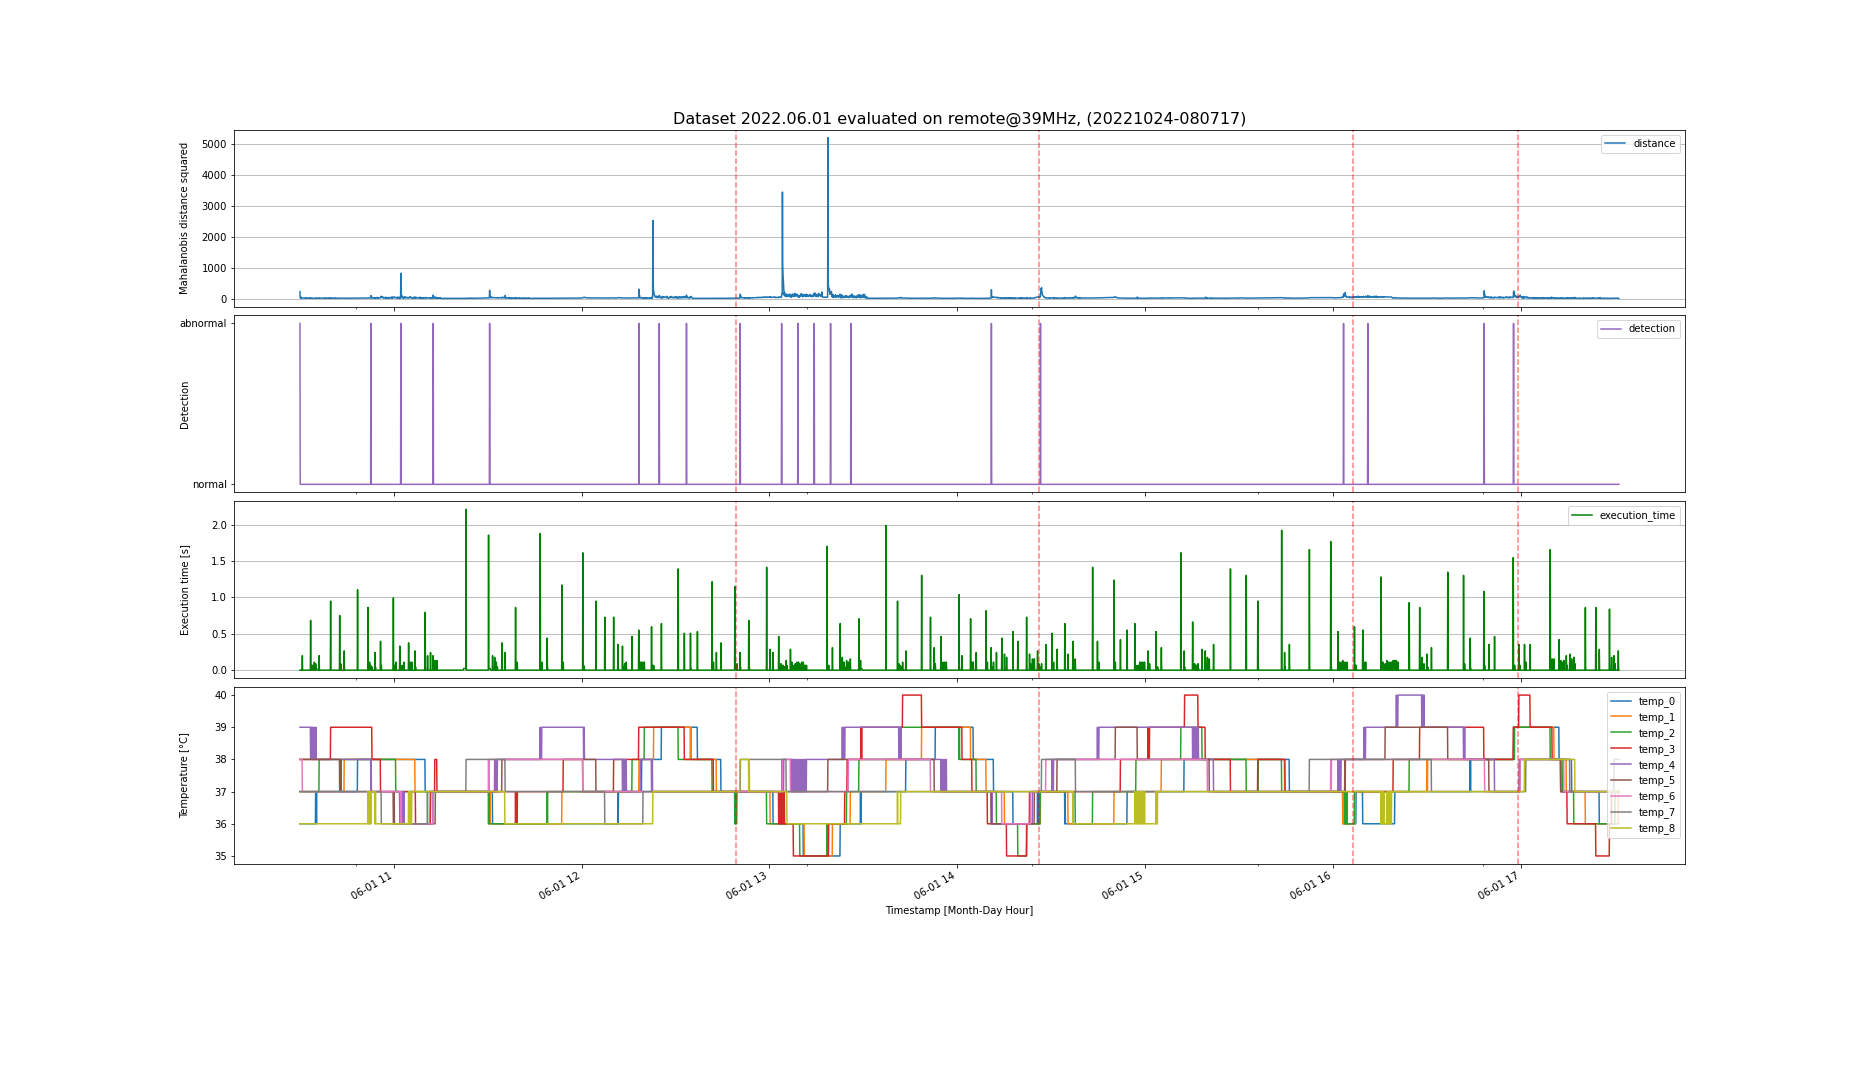 Dataset 2022.06.01 evaluated on remote@39MHz, (20221024-080717)
Mahalanobis distance squared
5000
4000
3000
2000
1000
0
distance
Detection
abnormal
normal
detection
Execution time [s]
2.0
1.5
1.0
0.5
0.0
execution_time
Temperature [°C]
40
39
38
37
36
35
temp_0
temp_1
temp_2
temp_3
temp_4
temp_5
temp_6
temp_7
temp_8
06-01 11
06-01 12
06-01 13
06-01 14
06-01 15
06-01 16
06-01 17
Timestamp [Month-Day Hour]